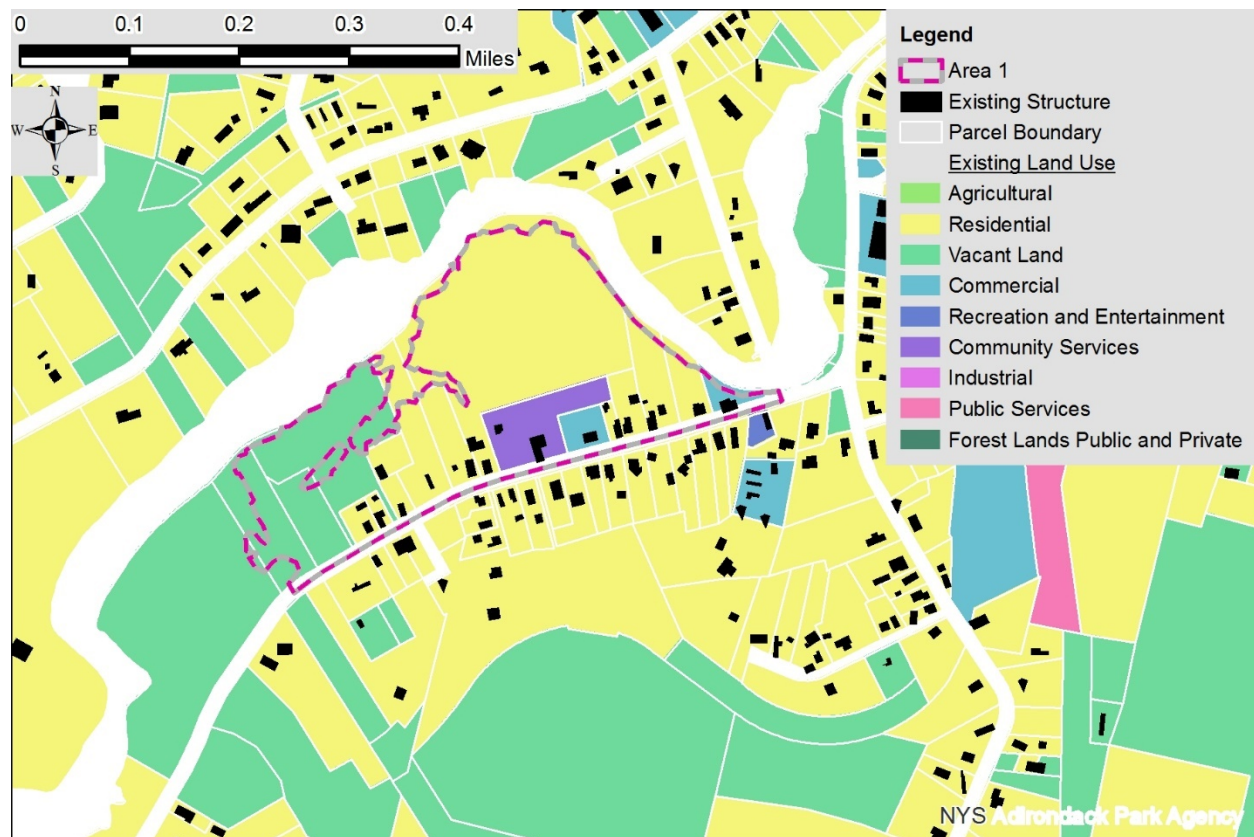 0 0.1 0.2 0.3 0.4
Miles
N
W E
S
Legend
Area 1
Existing Structure
Parcel Boundary
Existing Land Use
Agricultural
Residential
Vacant Land
Commercial
Recreation and Entertainment
Community Services
Industrial
Public Services
Forest Lands Public and Private
NYS Adirondack Park Agency